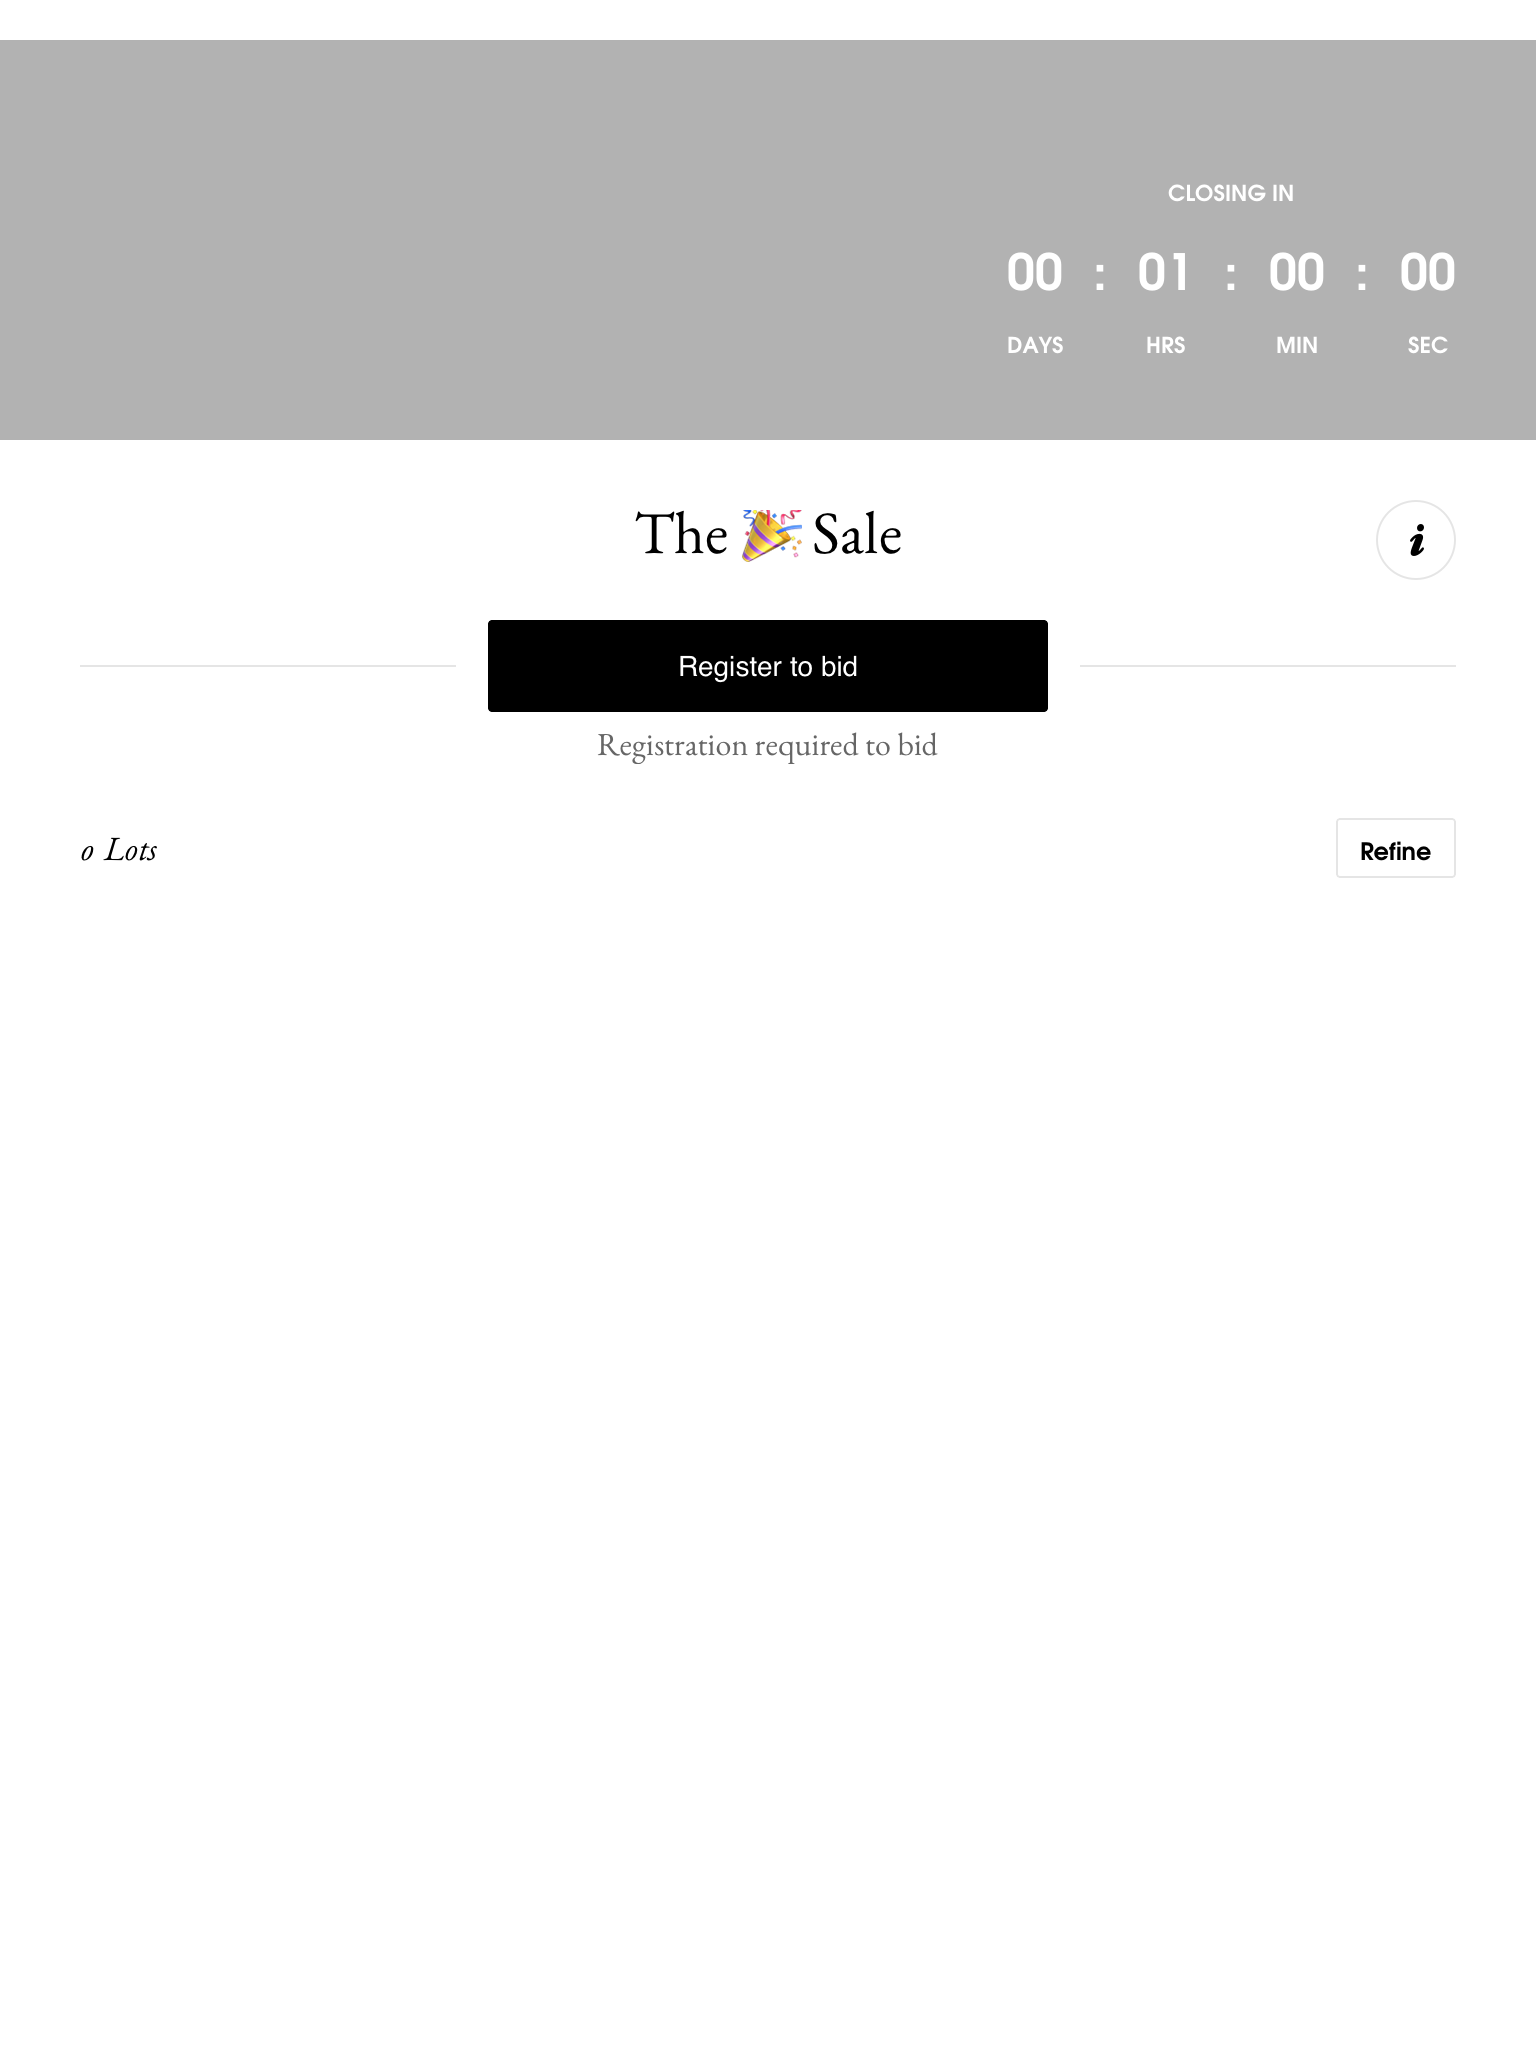 CLOSING IN
00 : 01 : 00 : 00
DAYS HRS MIN SEC
The 🎉 Sale
i
Register to bid
Registration required to bid
0 Lots
Refine